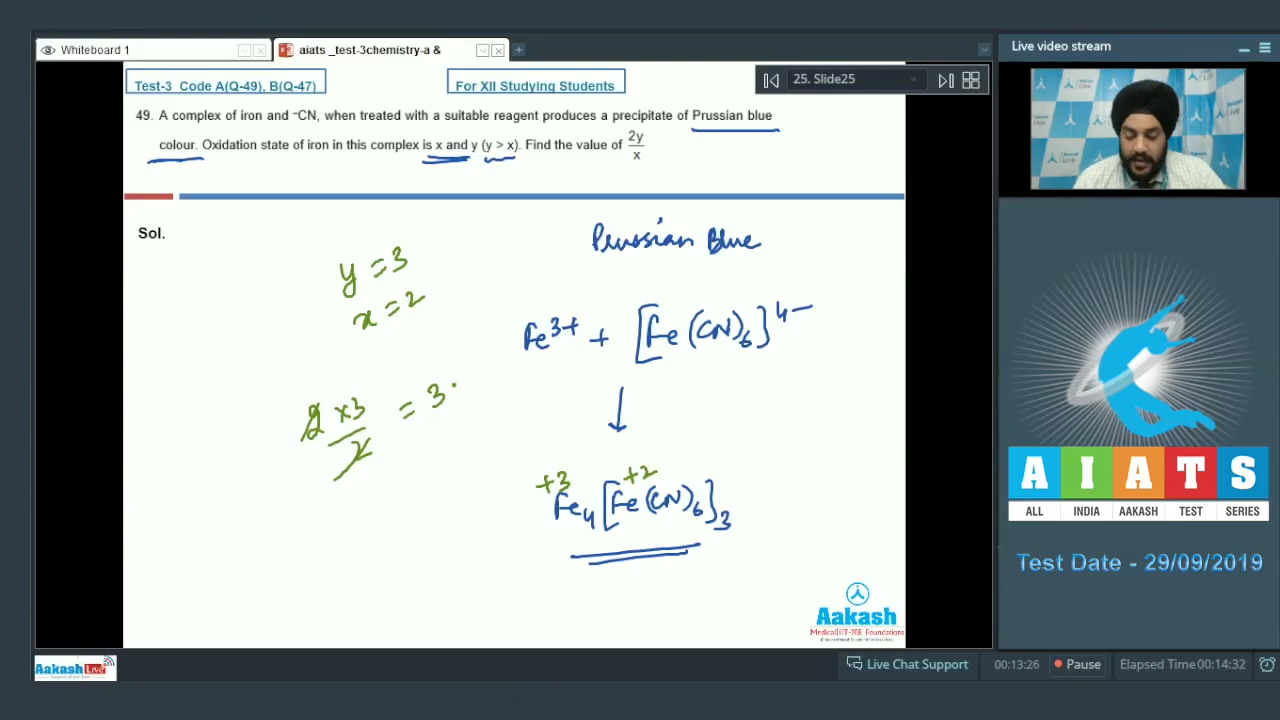 Whiteboard 1
aiats _test-3chemistry-a &
Live video stream
Test-3 Code A(Q-49), B(Q-47)
For XII Studying Students
25. Slide25
49. A complex of iron and ⁻CN, when treated with a suitable reagent produces a precipitate of Prussian blue
colour. Oxidation state of iron in this complex is x and y (y > x). Find the value of 2y/x
Sol.
y = 3
x = 2
2 × 3 / 2 = 3.
Prussian Blue
Fe³⁺ + [Fe(CN)₆]⁴⁻
↓
+3 +2
Fe₄[Fe(CN)₆]₃
A I A T S
ALL INDIA AAKASH TEST SERIES
Test Date - 29/09/2019
Aakash
Medical|IIT-JEE|Foundations
Aakash Live
Live Chat Support
00:13:26
Pause
Elapsed Time 00:14:32